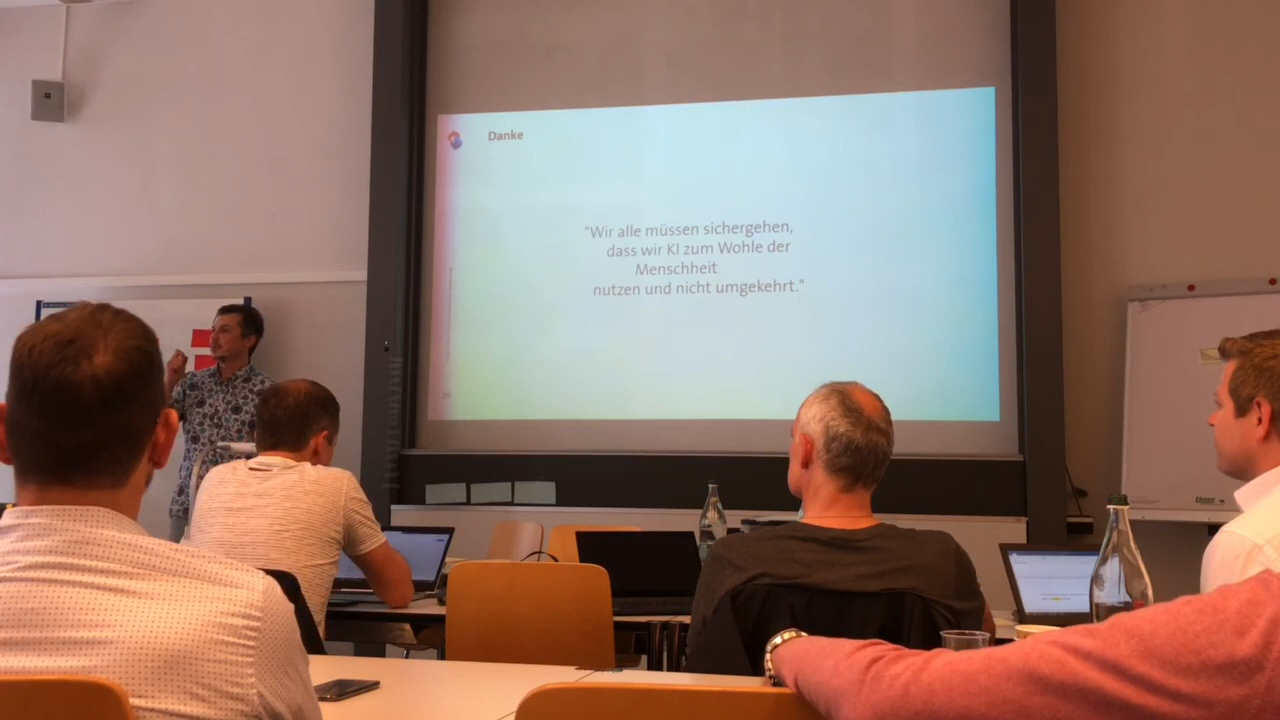 Danke
"Wir alle müssen sichergehen,
dass wir KI zum Wohle der
Menschheit
nutzen und nicht umgekehrt."